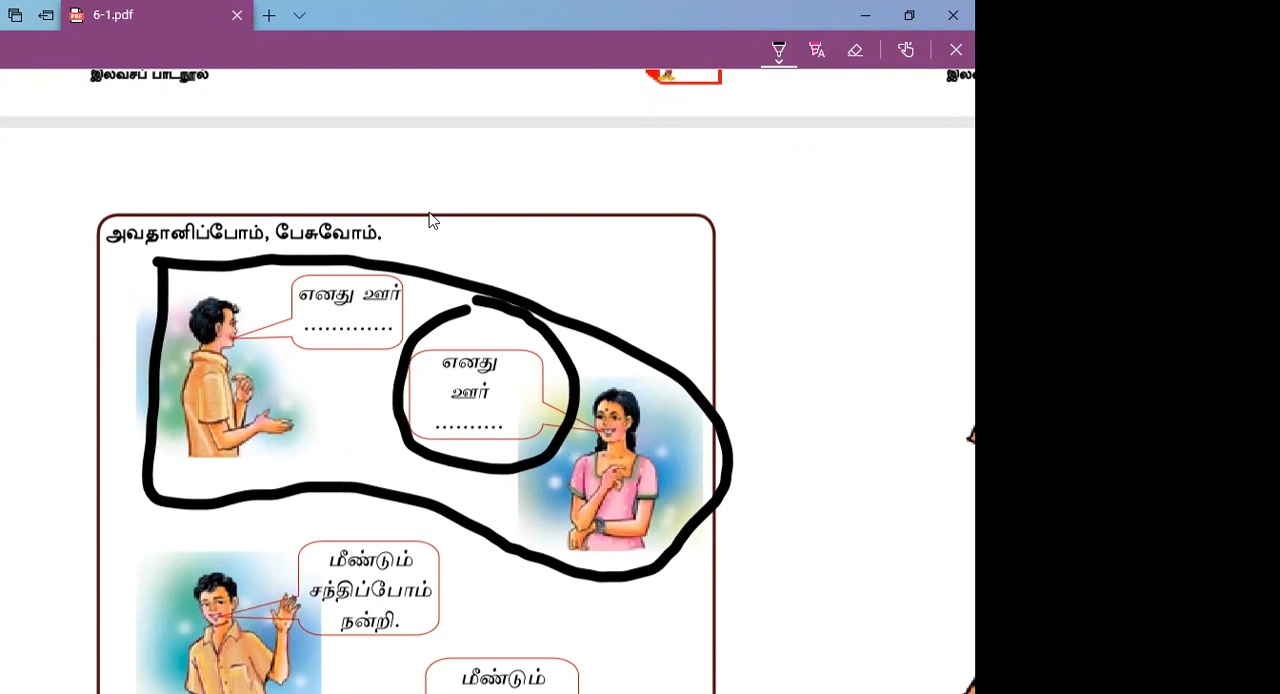 6-1.pdf
இலவசப் பாடநூல்
அவதானிப்போம், பேசுவோம்.
எனது ஊர்
.............
எனது
ஊர்
..........
மீண்டும்
சந்திப்போம்
நன்றி.
மீண்டும்